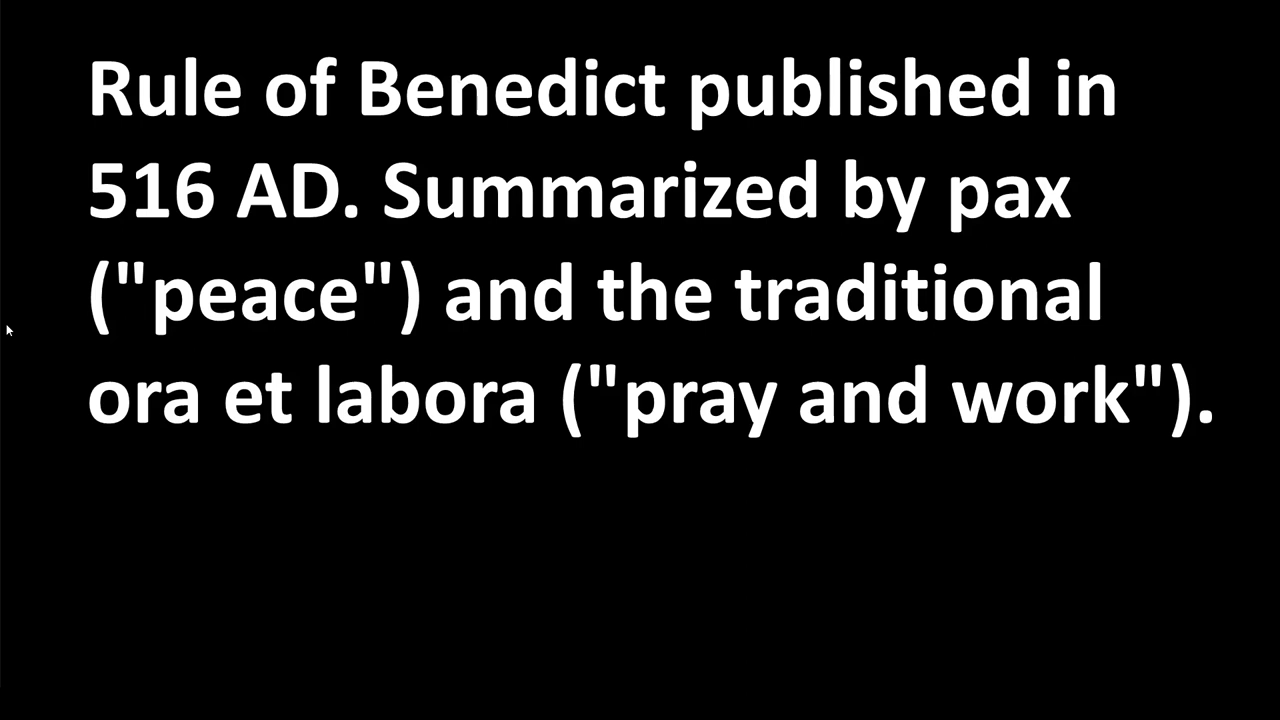 Rule of Benedict published in
516 AD. Summarized by pax
("peace") and the traditional
ora et labora ("pray and work").